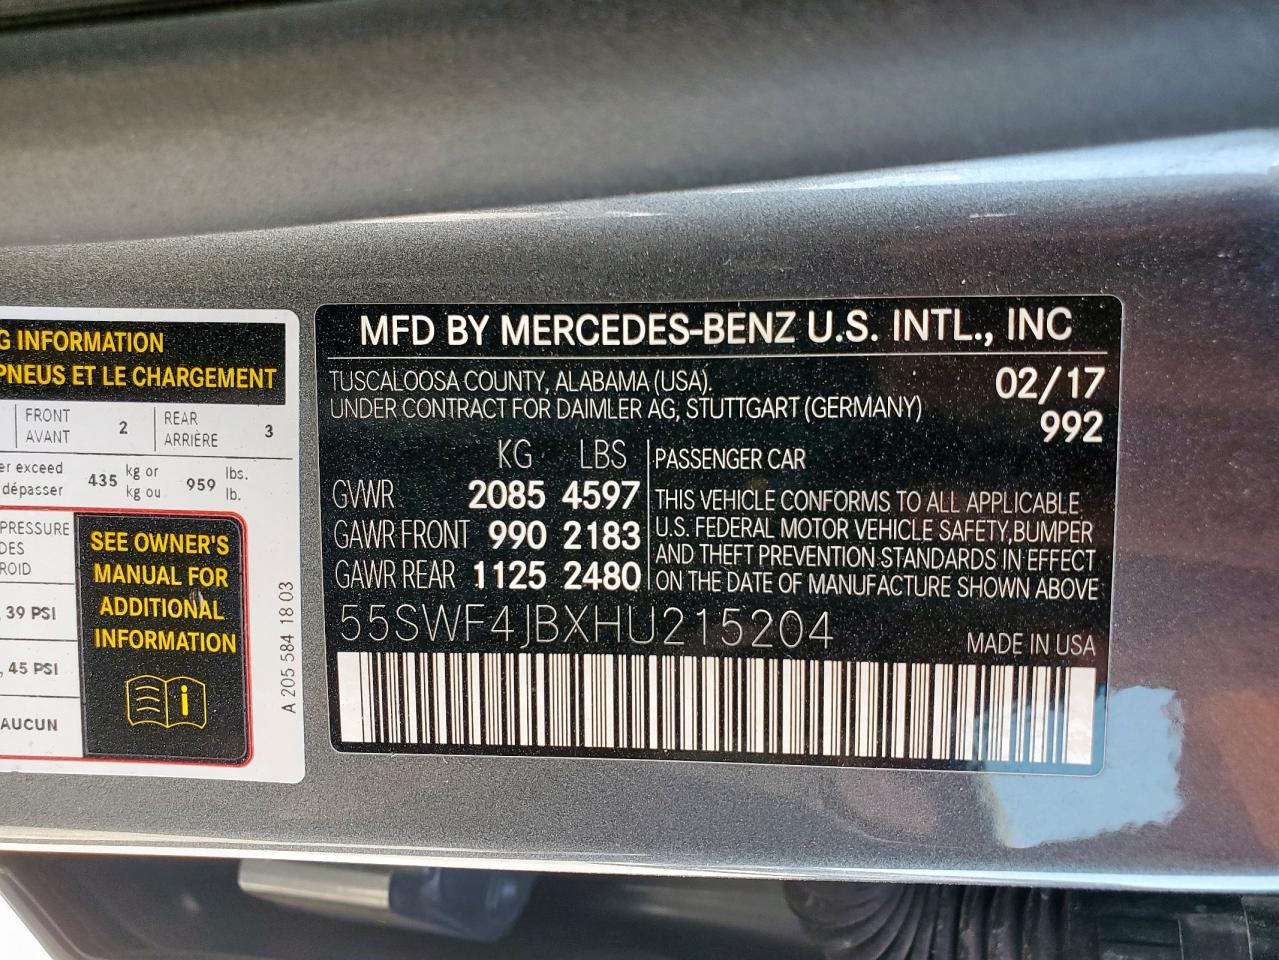 G INFORMATION
PNEUS ET LE CHARGEMENT
FRONT
AVANT
2
REAR
ARRIÈRE
3
er exceed
dépasser
435
kg or
kg ou
959
lbs.
lb.
PRESSURE
DES
ROID
, 39 PSI
, 45 PSI
AUCUN
SEE OWNER'S
MANUAL FOR
ADDITIONAL
INFORMATION
A 205 584 18 03
MFD BY MERCEDES-BENZ U.S. INTL., INC
TUSCALOOSA COUNTY, ALABAMA (USA).
UNDER CONTRACT FOR DAIMLER AG, STUTTGART (GERMANY)
02/17
992
KG LBS
GVWR 2085 4597
GAWR FRONT 990 2183
GAWR REAR 1125 2480
PASSENGER CAR
THIS VEHICLE CONFORMS TO ALL APPLICABLE
U.S. FEDERAL MOTOR VEHICLE SAFETY,BUMPER
AND THEFT PREVENTION STANDARDS IN EFFECT
ON THE DATE OF MANUFACTURE SHOWN ABOVE
55SWF4JBXHU215204
MADE IN USA